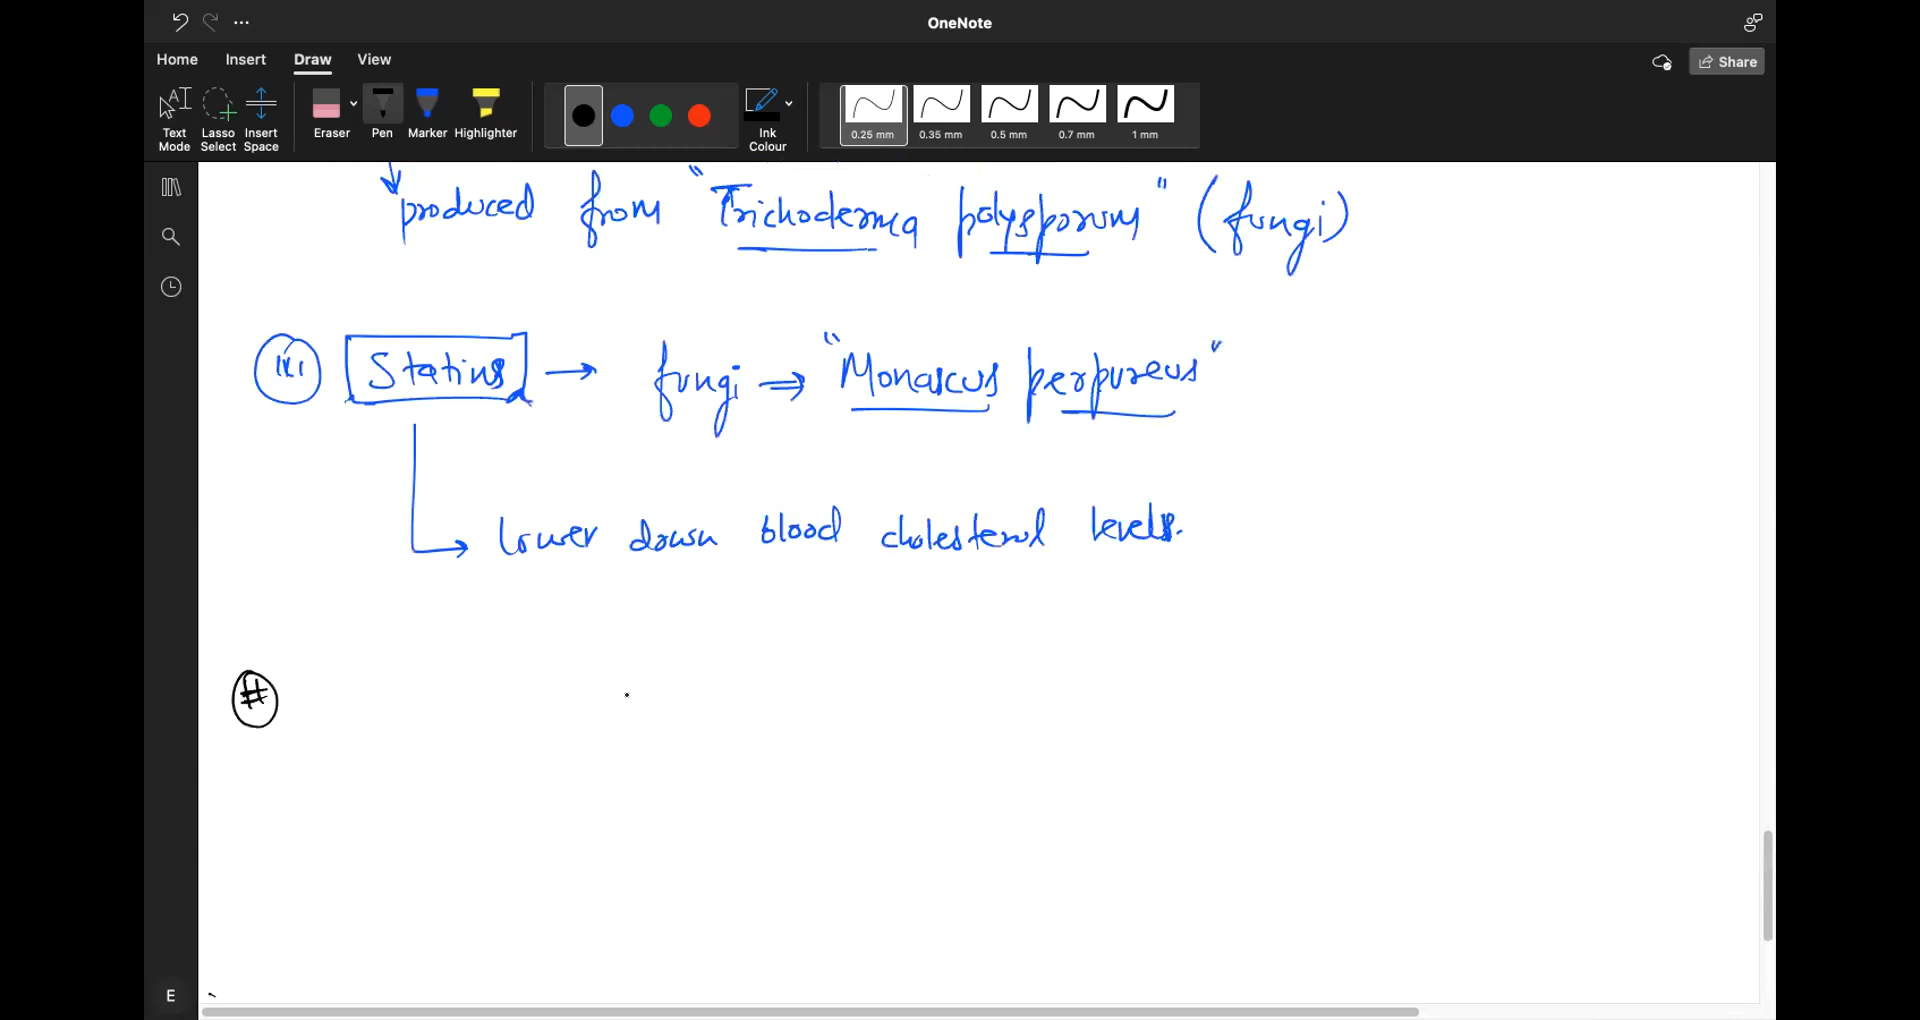 OneNote
Home Insert Draw View
Share
Text Mode Lasso Select Insert Space Eraser Pen Marker Highlighter Ink Colour 0.25 mm 0.35 mm 0.5 mm 0.7 mm 1 mm
produced from "Trichoderma polysporum" (fungi)
iii Statins → fungi ⇒ "Monascus perpureus"
Lower down blood cholesterol levels.
#
E